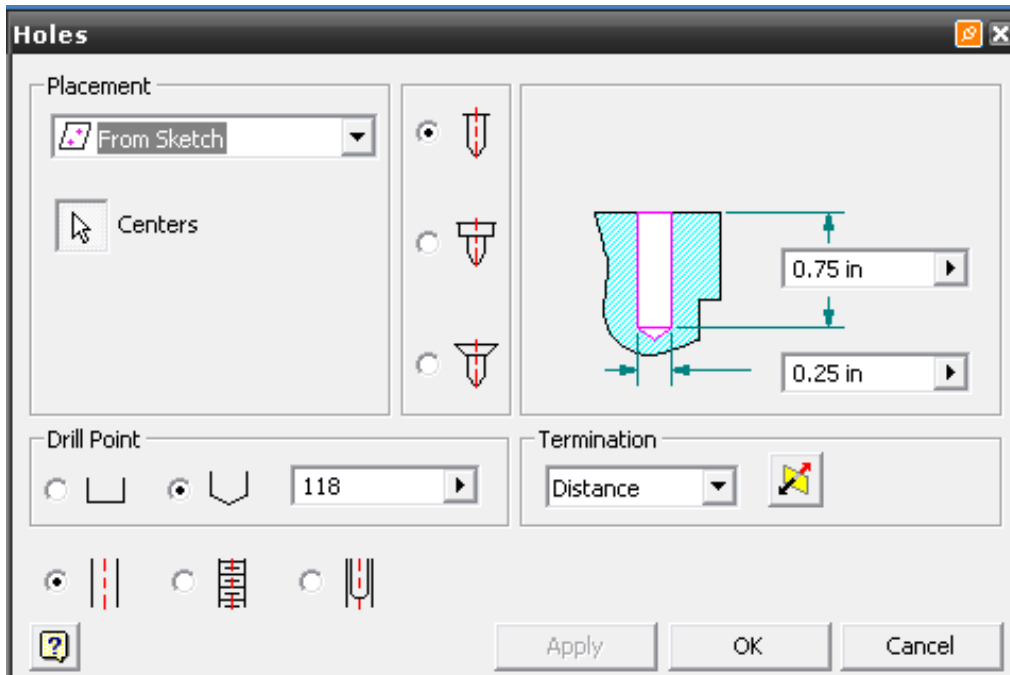 Holes
Placement
From Sketch
Centers
0.75 in
0.25 in
Drill Point
118
Termination
Distance
?
Apply
OK
Cancel